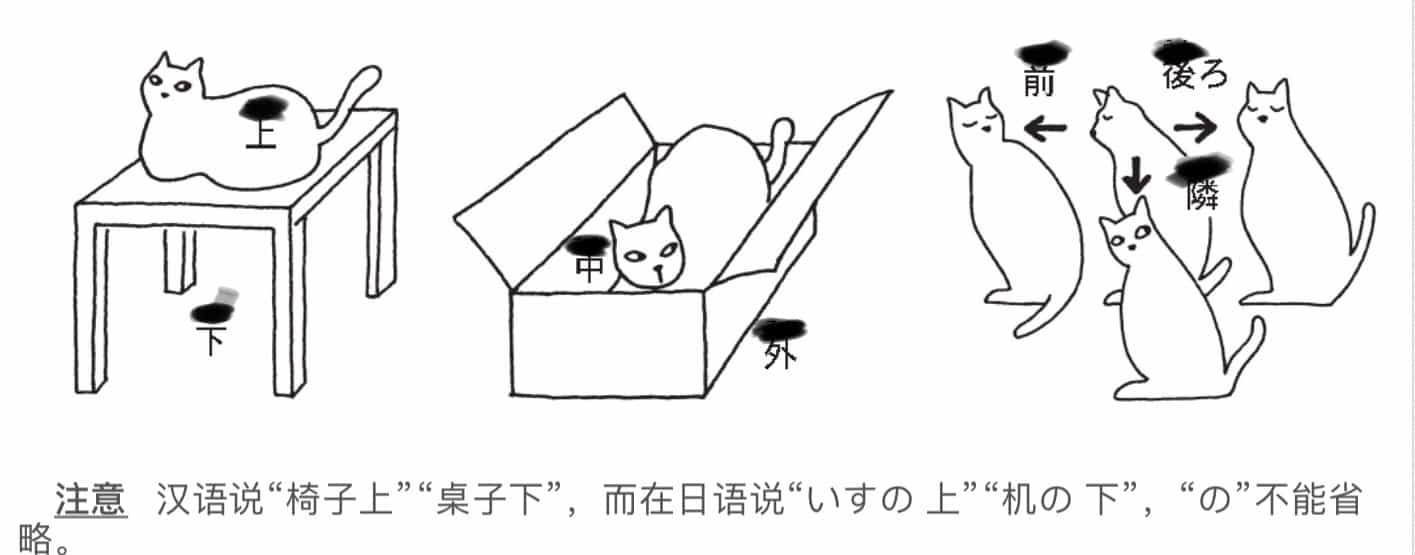 前
後ろ
上
隣
中
下
外
注意 汉语说“椅子上”“桌子下”，而在日语说“いすの 上”“机の 下”，“の”不能省
略。